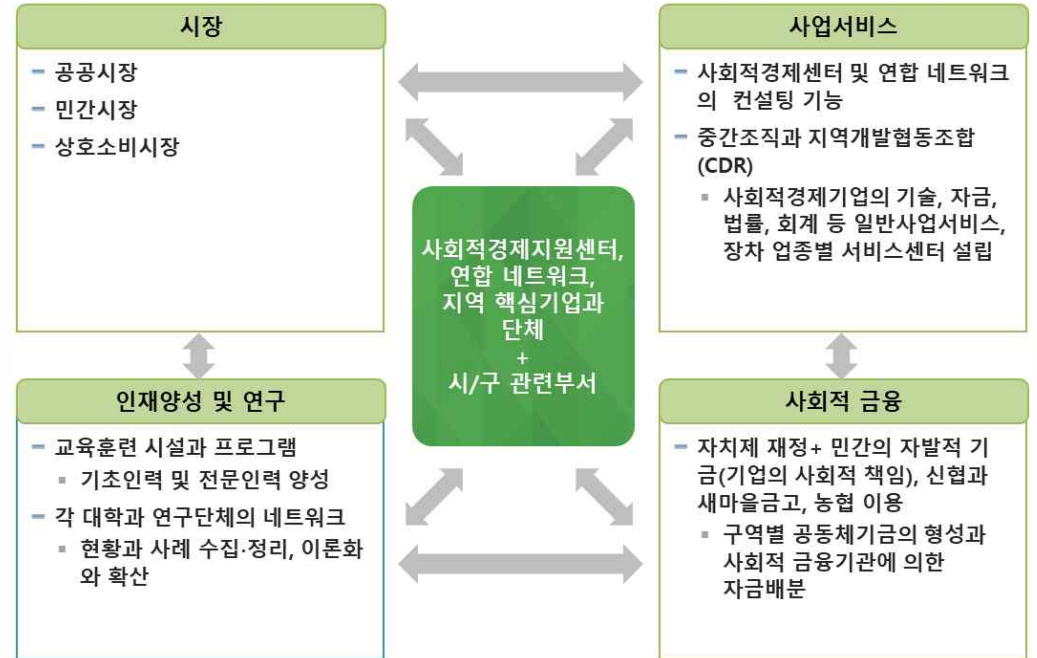 시장
- 공공시장
- 민간시장
- 상호소비시장
사업서비스
- 사회적경제센터 및 연합 네트워크
의 컨설팅 기능
- 중간조직과 지역개발협동조합
(CDR)
▪ 사회적경제기업의 기술, 자금,
법률, 회계 등 일반사업서비스,
장차 업종별 서비스센터 설립
사회적경제지원센터,
연합 네트워크,
지역 핵심기업과
단체
+
시/구 관련부서
인재양성 및 연구
- 교육훈련 시설과 프로그램
▪ 기초인력 및 전문인력 양성
- 각 대학과 연구단체의 네트워크
▪ 현황과 사례 수집·정리, 이론화
와 확산
사회적 금융
- 자치제 재정+ 민간의 자발적 기
금(기업의 사회적 책임), 신협과
새마을금고, 농협 이용
▪ 구역별 공동체기금의 형성과
사회적 금융기관에 의한
자금배분